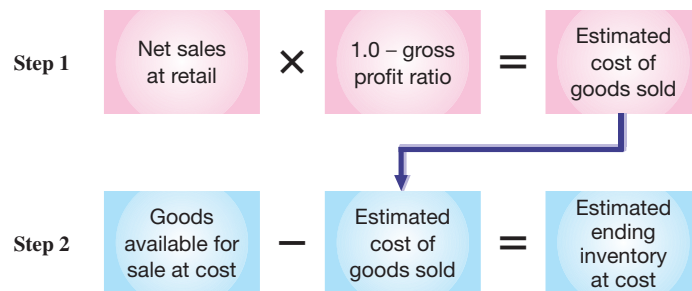 Step 1
Net sales
at retail
×
1.0 – gross
profit ratio
=
Estimated
cost of
goods sold
Step 2
Goods
available for
sale at cost
–
Estimated
cost of
goods sold
=
Estimated
ending
inventory
at cost